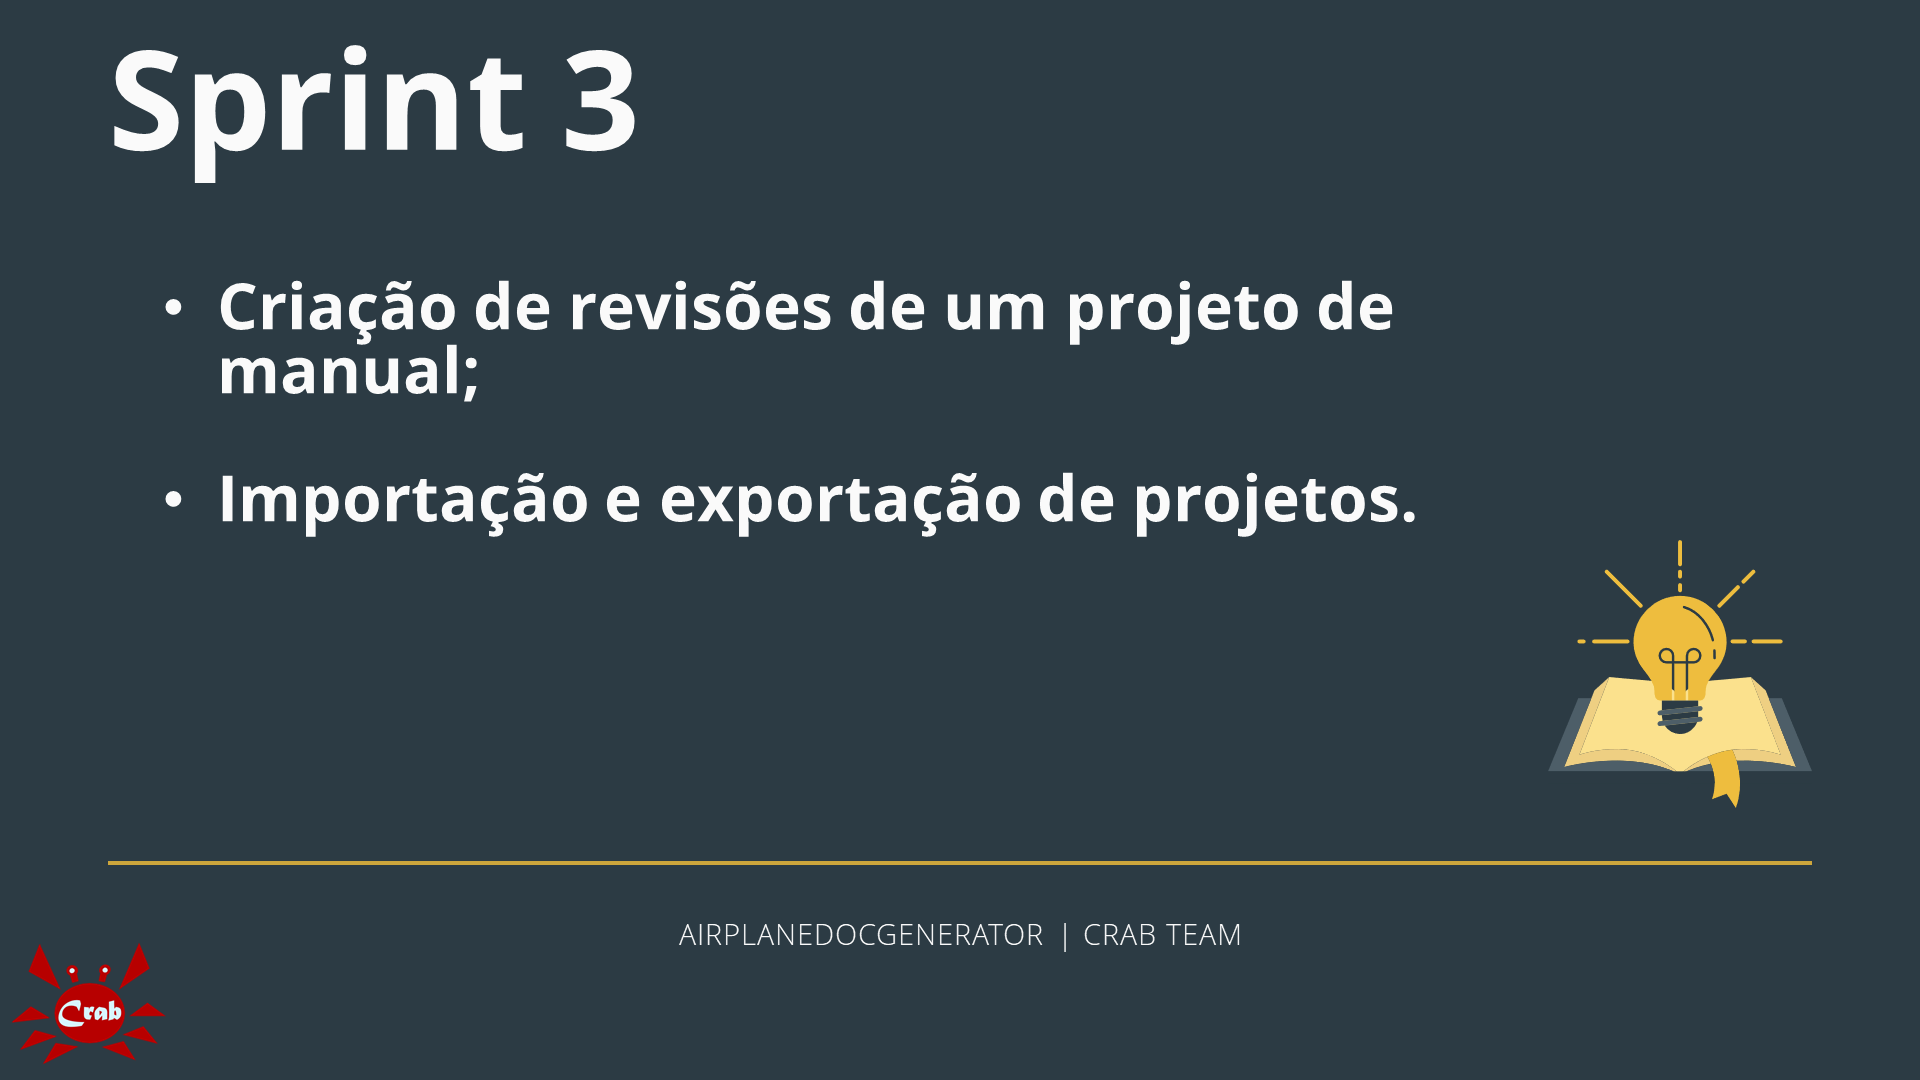 Sprint 3
• Criação de revisões de um projeto de
manual;
• Importação e exportação de projetos.
AIRPLANEDOCGENERATOR | CRAB TEAM
Crab